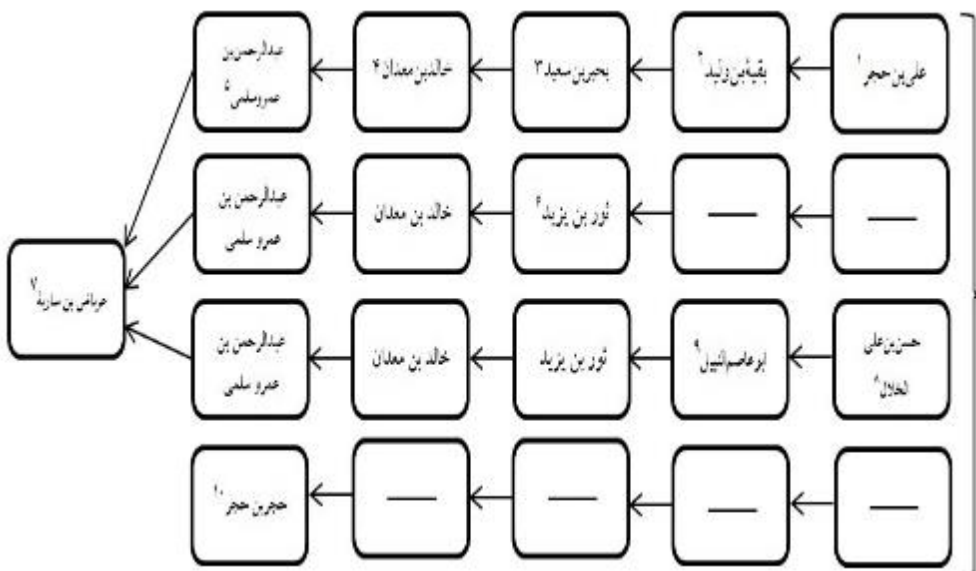 علی بن حجر ۱
بقیة بن ولید ۲
بحیر بن سعید ۳
خالد بن معدان ۴
عبدالرحمن بن
عمرو سلمی ۵
ثور بن یزید ۶
خالد بن معدان
عبدالرحمن بن
عمرو سلمی
عرباض بن ساریة ۷
حسن بن علی
الخلال ۸
ابو عاصم النبیل ۹
ثور بن یزید
خالد بن معدان
عبدالرحمن بن
عمرو سلمی
حجر بن حجر ۱۰